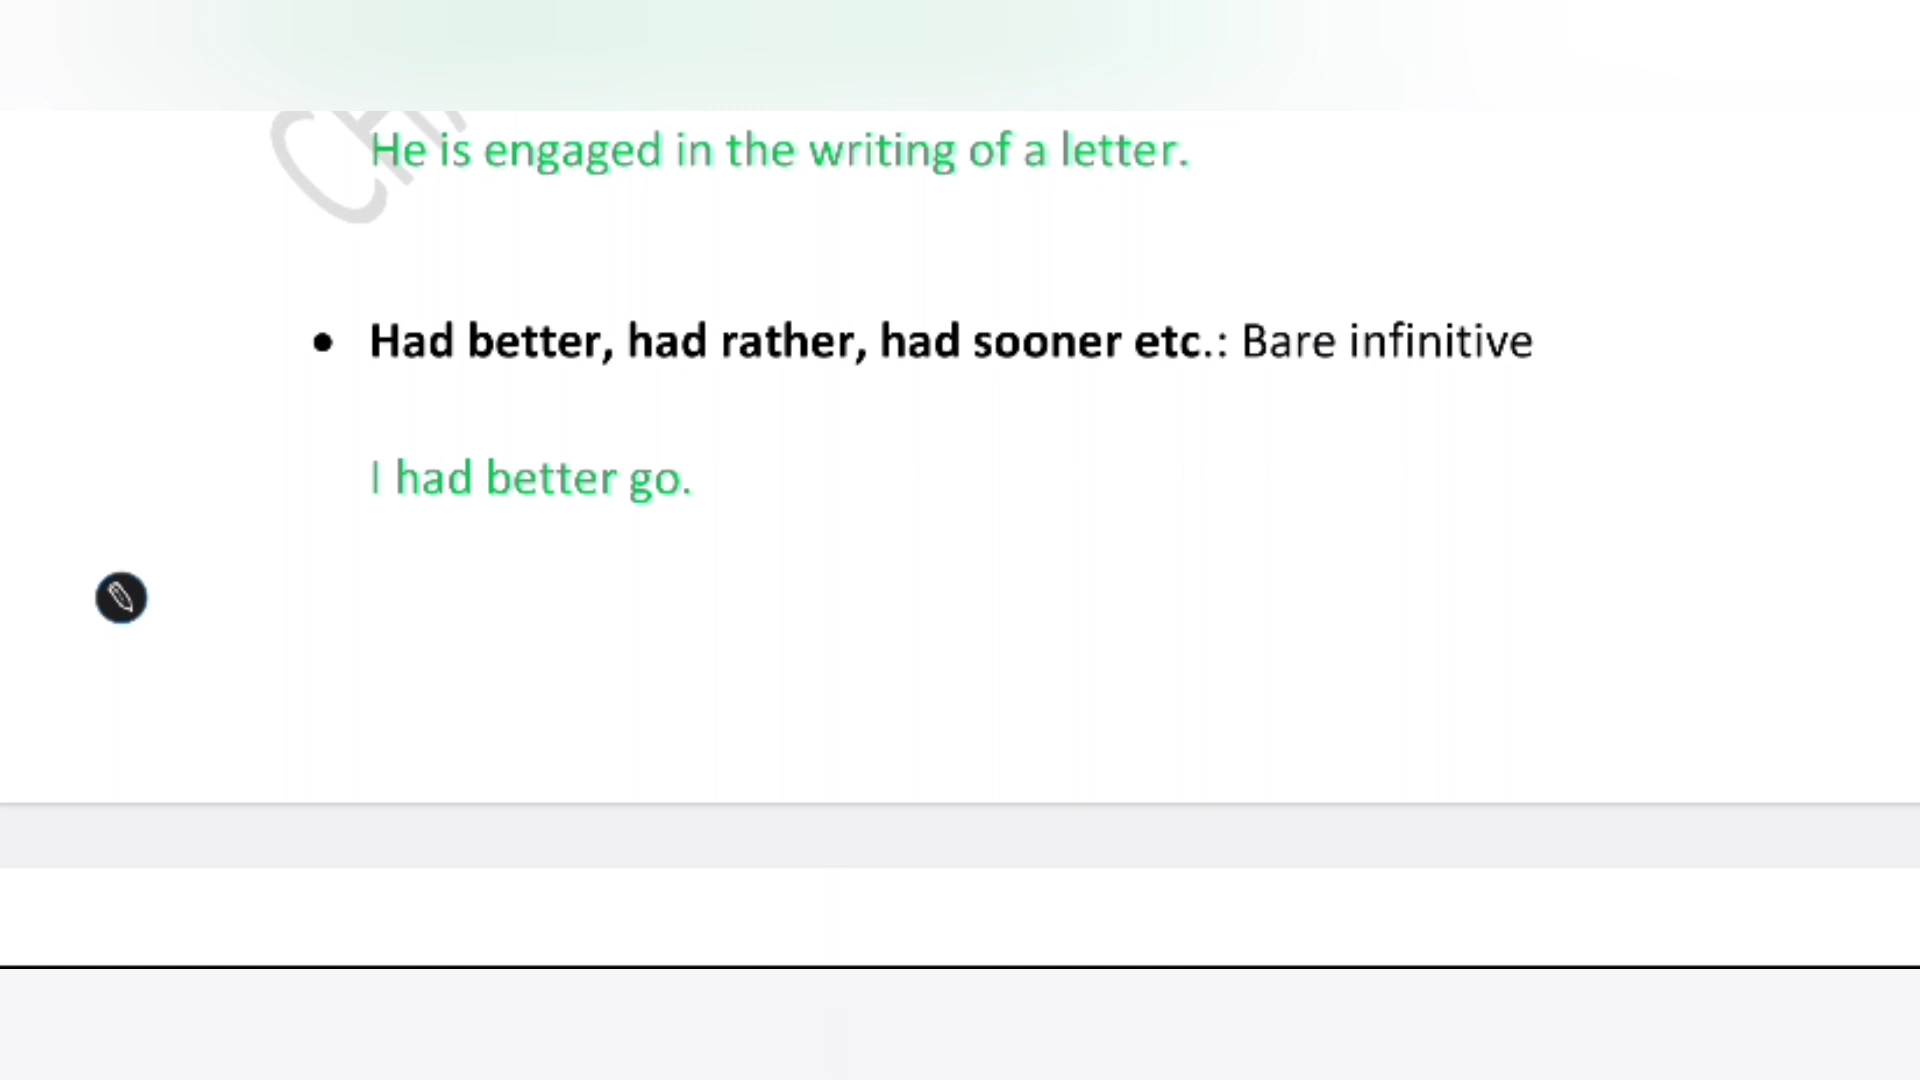 He is engaged in the writing of a letter.
• Had better, had rather, had sooner etc.: Bare infinitive
I had better go.